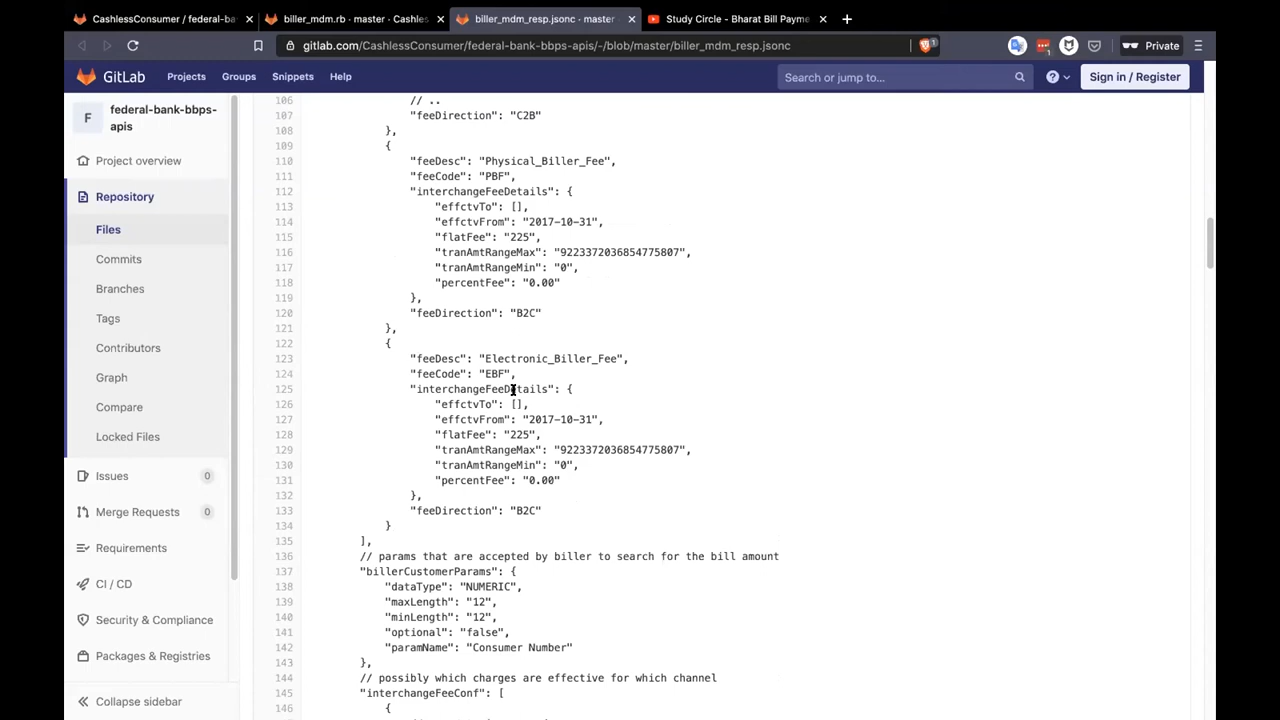 CashlessConsumer / federal-ba
biller_mdm.rb · master · Cashles
biller_mdm_resp.jsonc · master
Study Circle - Bharat Bill Payme
gitlab.com/CashlessConsumer/federal-bank-bbps-apis/-/blob/master/biller_mdm_resp.jsonc
1
Private
GitLab
Projects
Groups
Snippets
Help
Search or jump to...
Sign in / Register
F
federal-bank-bbps-
apis
Project overview
Repository
Files
Commits
Branches
Tags
Contributors
Graph
Compare
Locked Files
Issues
0
Merge Requests
0
Requirements
CI / CD
Security & Compliance
Packages & Registries
Collapse sidebar
106 // ..
107 "feeDirection": "C2B"
108 },
109 {
110 "feeDesc": "Physical_Biller_Fee",
111 "feeCode": "PBF",
112 "interchangeFeeDetails": {
113 "effctvTo": [],
114 "effctvFrom": "2017-10-31",
115 "flatFee": "225",
116 "tranAmtRangeMax": "9223372036854775807",
117 "tranAmtRangeMin": "0",
118 "percentFee": "0.00"
119 },
120 "feeDirection": "B2C"
121 },
122 {
123 "feeDesc": "Electronic_Biller_Fee",
124 "feeCode": "EBF",
125 "interchangeFeeDetails": {
126 "effctvTo": [],
127 "effctvFrom": "2017-10-31",
128 "flatFee": "225",
129 "tranAmtRangeMax": "9223372036854775807",
130 "tranAmtRangeMin": "0",
131 "percentFee": "0.00"
132 },
133 "feeDirection": "B2C"
134 }
135 ],
136 // params that are accepted by biller to search for the bill amount
137 "billerCustomerParams": {
138 "dataType": "NUMERIC",
139 "maxLength": "12",
140 "minLength": "12",
141 "optional": "false",
142 "paramName": "Consumer Number"
143 },
144 // possibly which charges are effective for which channel
145 "interchangeFeeConf": [
146 {